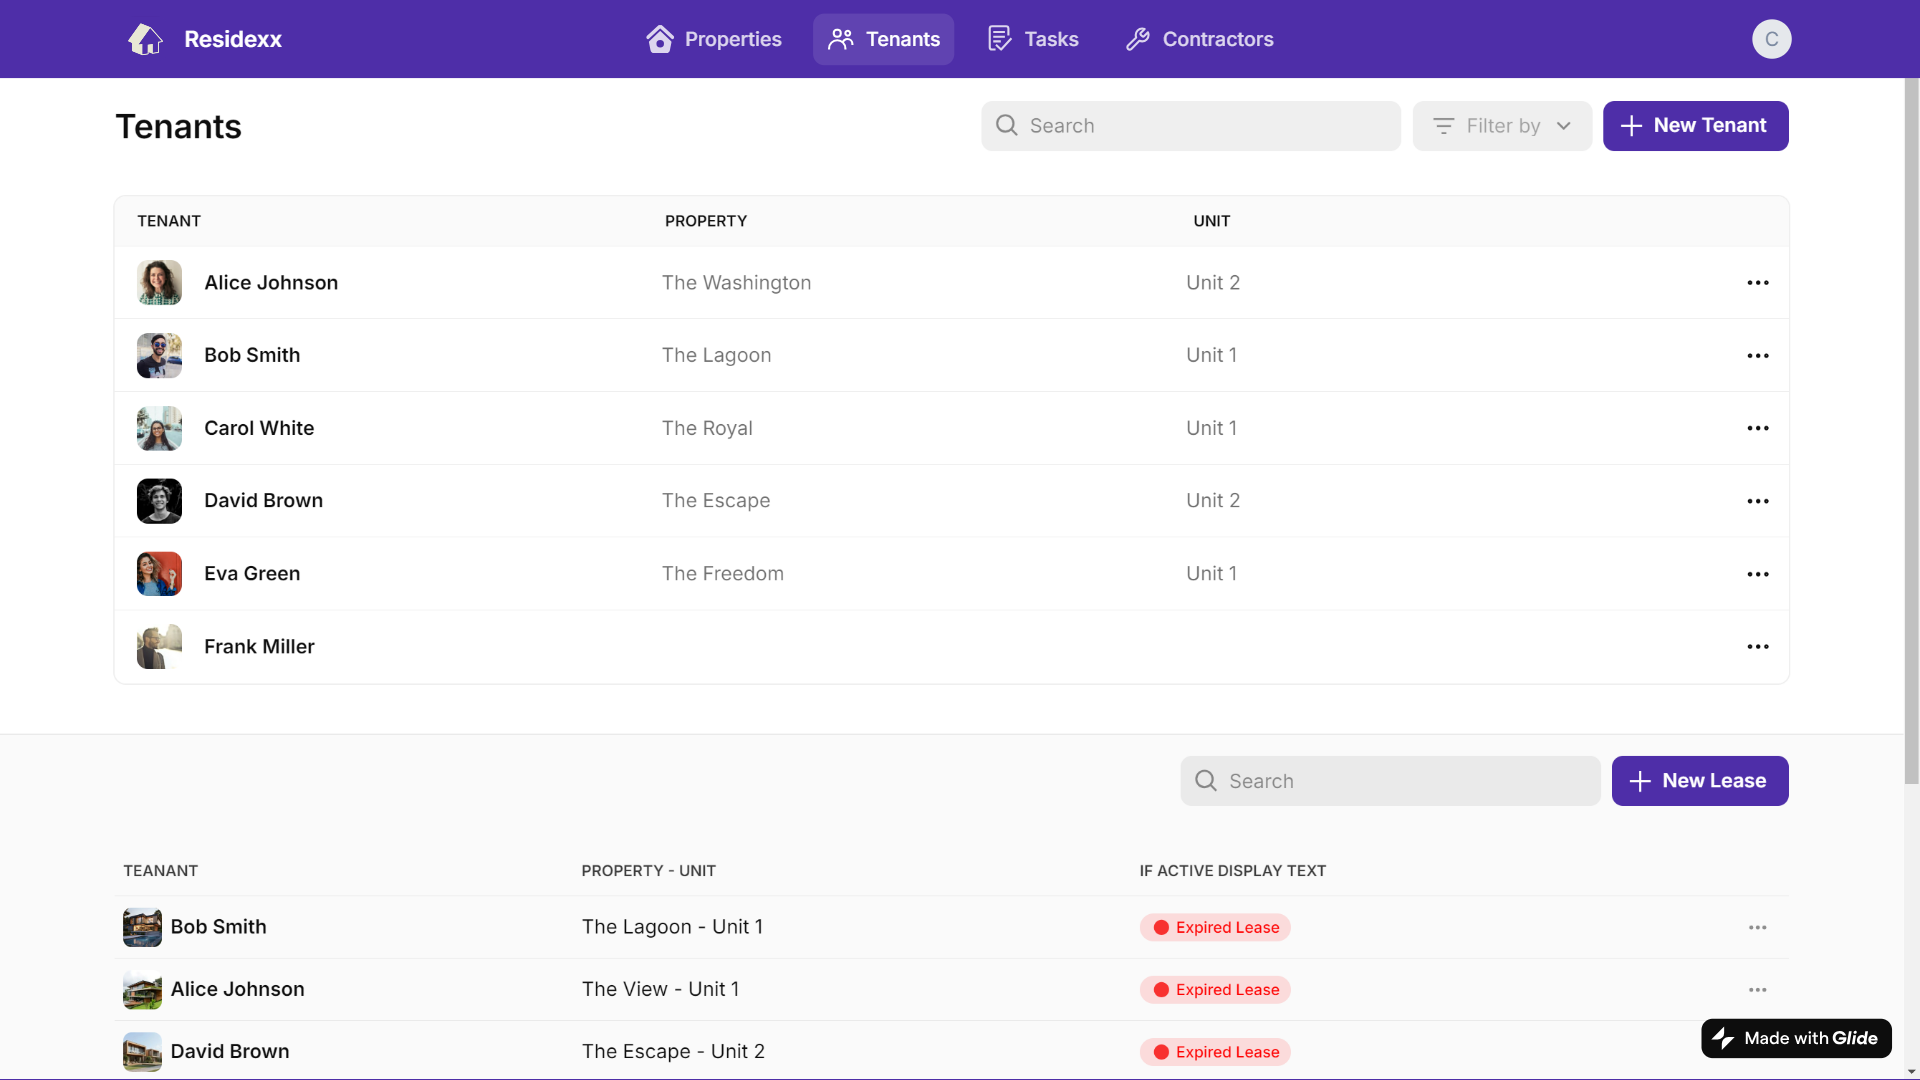 Residexx
Properties
Tenants
Tasks
Contractors
C
Tenants
Search
Filter by
New Tenant
TENANT PROPERTY UNIT
Alice Johnson The Washington Unit 2
Bob Smith The Lagoon Unit 1
Carol White The Royal Unit 1
David Brown The Escape Unit 2
Eva Green The Freedom Unit 1
Frank Miller
Search
New Lease
TEANANT PROPERTY - UNIT IF ACTIVE DISPLAY TEXT
Bob Smith The Lagoon - Unit 1 Expired Lease
Alice Johnson The View - Unit 1 Expired Lease
David Brown The Escape - Unit 2 Expired Lease
Made with Glide